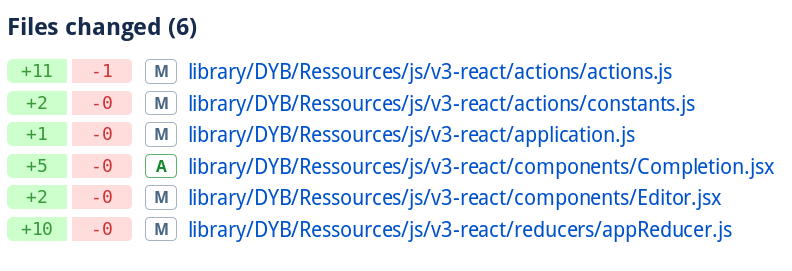 Files changed (6)
+11 -1 M library/DYB/Ressources/js/v3-react/actions/actions.js
+2 -0 M library/DYB/Ressources/js/v3-react/actions/constants.js
+1 -0 M library/DYB/Ressources/js/v3-react/application.js
+5 -0 A library/DYB/Ressources/js/v3-react/components/Completion.jsx
+2 -0 M library/DYB/Ressources/js/v3-react/components/Editor.jsx
+10 -0 M library/DYB/Ressources/js/v3-react/reducers/appReducer.js